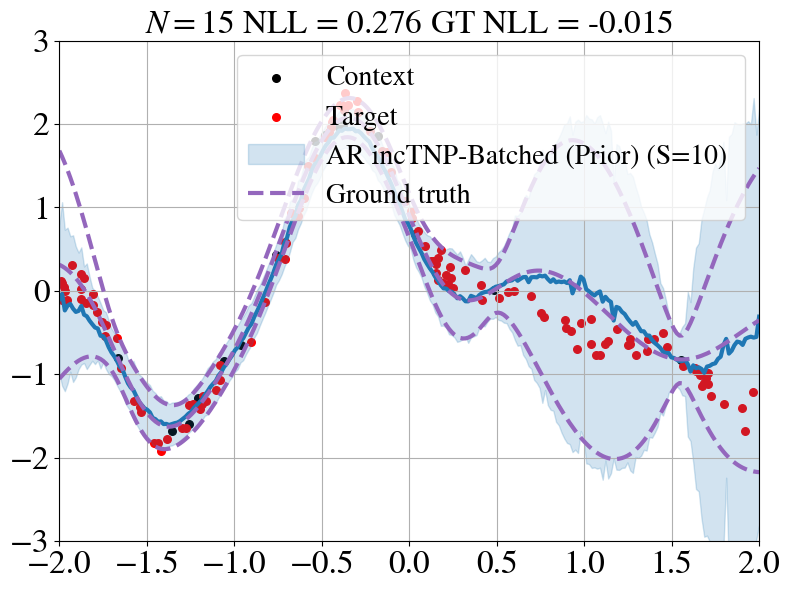 N = 15 NLL = 0.276 GT NLL = -0.015
3
2
1
0
−1
−2
−3
Context
Target
AR incTNP-Batched (Prior) (S=10)
Ground truth
−2.0 −1.5 −1.0 −0.5 0.0 0.5 1.0 1.5 2.0